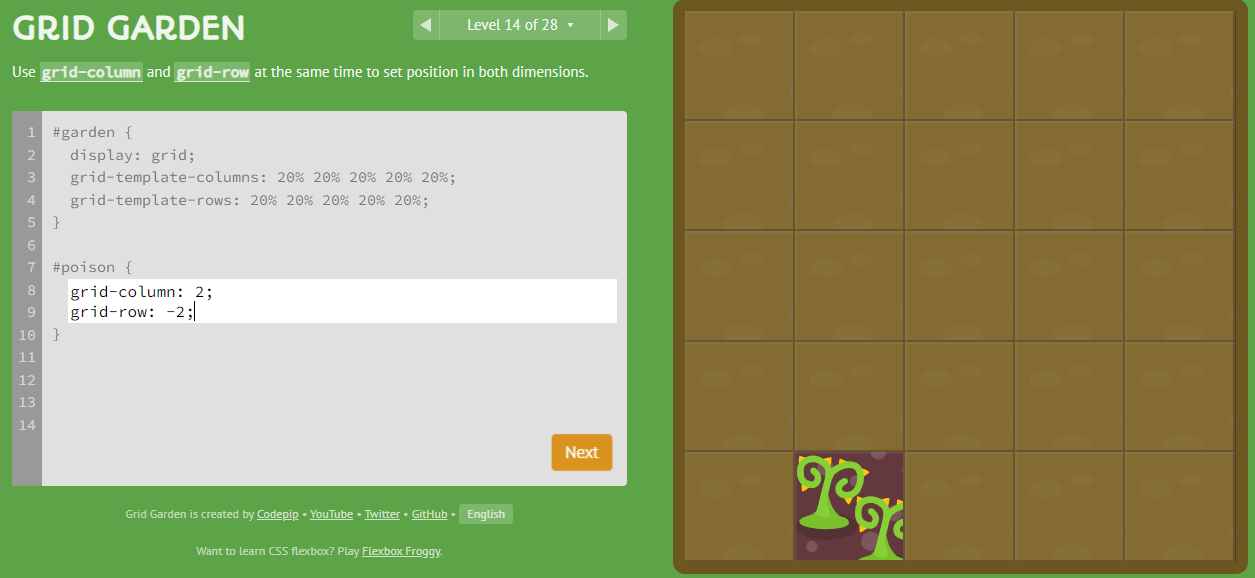 GRID GARDEN
Level 14 of 28
Use grid-column and grid-row at the same time to set position in both dimensions.
1 #garden {
2 display: grid;
3 grid-template-columns: 20% 20% 20% 20% 20%;
4 grid-template-rows: 20% 20% 20% 20% 20%;
5 }
6
7 #poison {
8 grid-column: 2;
9 grid-row: -2;
10 }
11
12
13
14
Next
Grid Garden is created by Codepip • YouTube • Twitter • GitHub • English
Want to learn CSS flexbox? Play Flexbox Froggy.